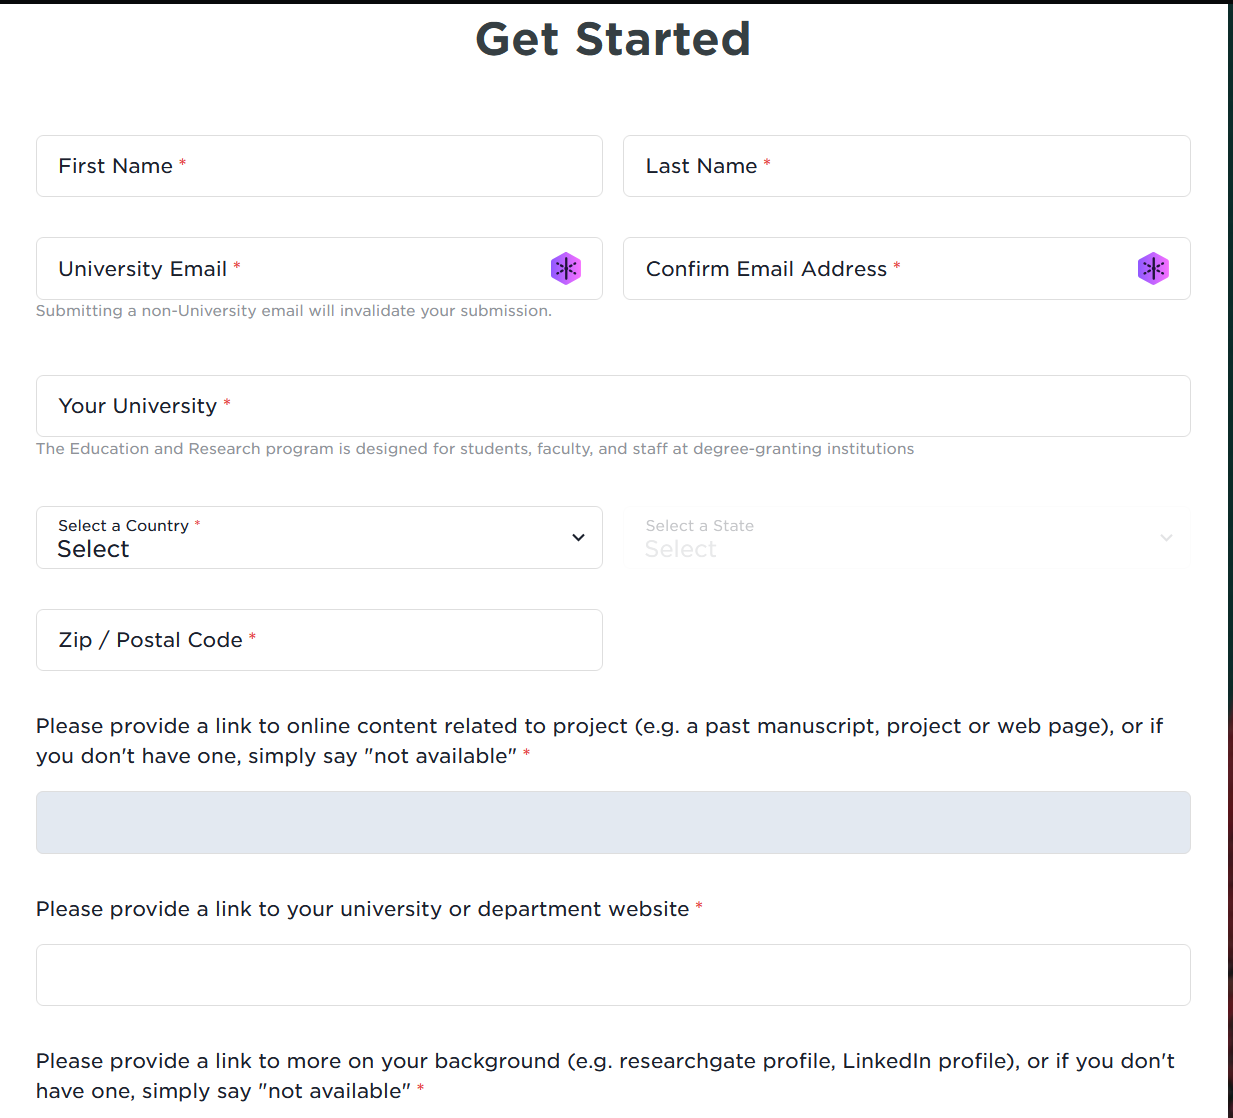 Get Started
First Name *
Last Name *
University Email *
Confirm Email Address *
Submitting a non-University email will invalidate your submission.
Your University *
The Education and Research program is designed for students, faculty, and staff at degree-granting institutions
Select a Country *
Select
Select a State
Select
Zip / Postal Code *
Please provide a link to online content related to project (e.g. a past manuscript, project or web page), or if
you don't have one, simply say "not available" *
Please provide a link to your university or department website *
Please provide a link to more on your background (e.g. researchgate profile, LinkedIn profile), or if you don't
have one, simply say "not available" *